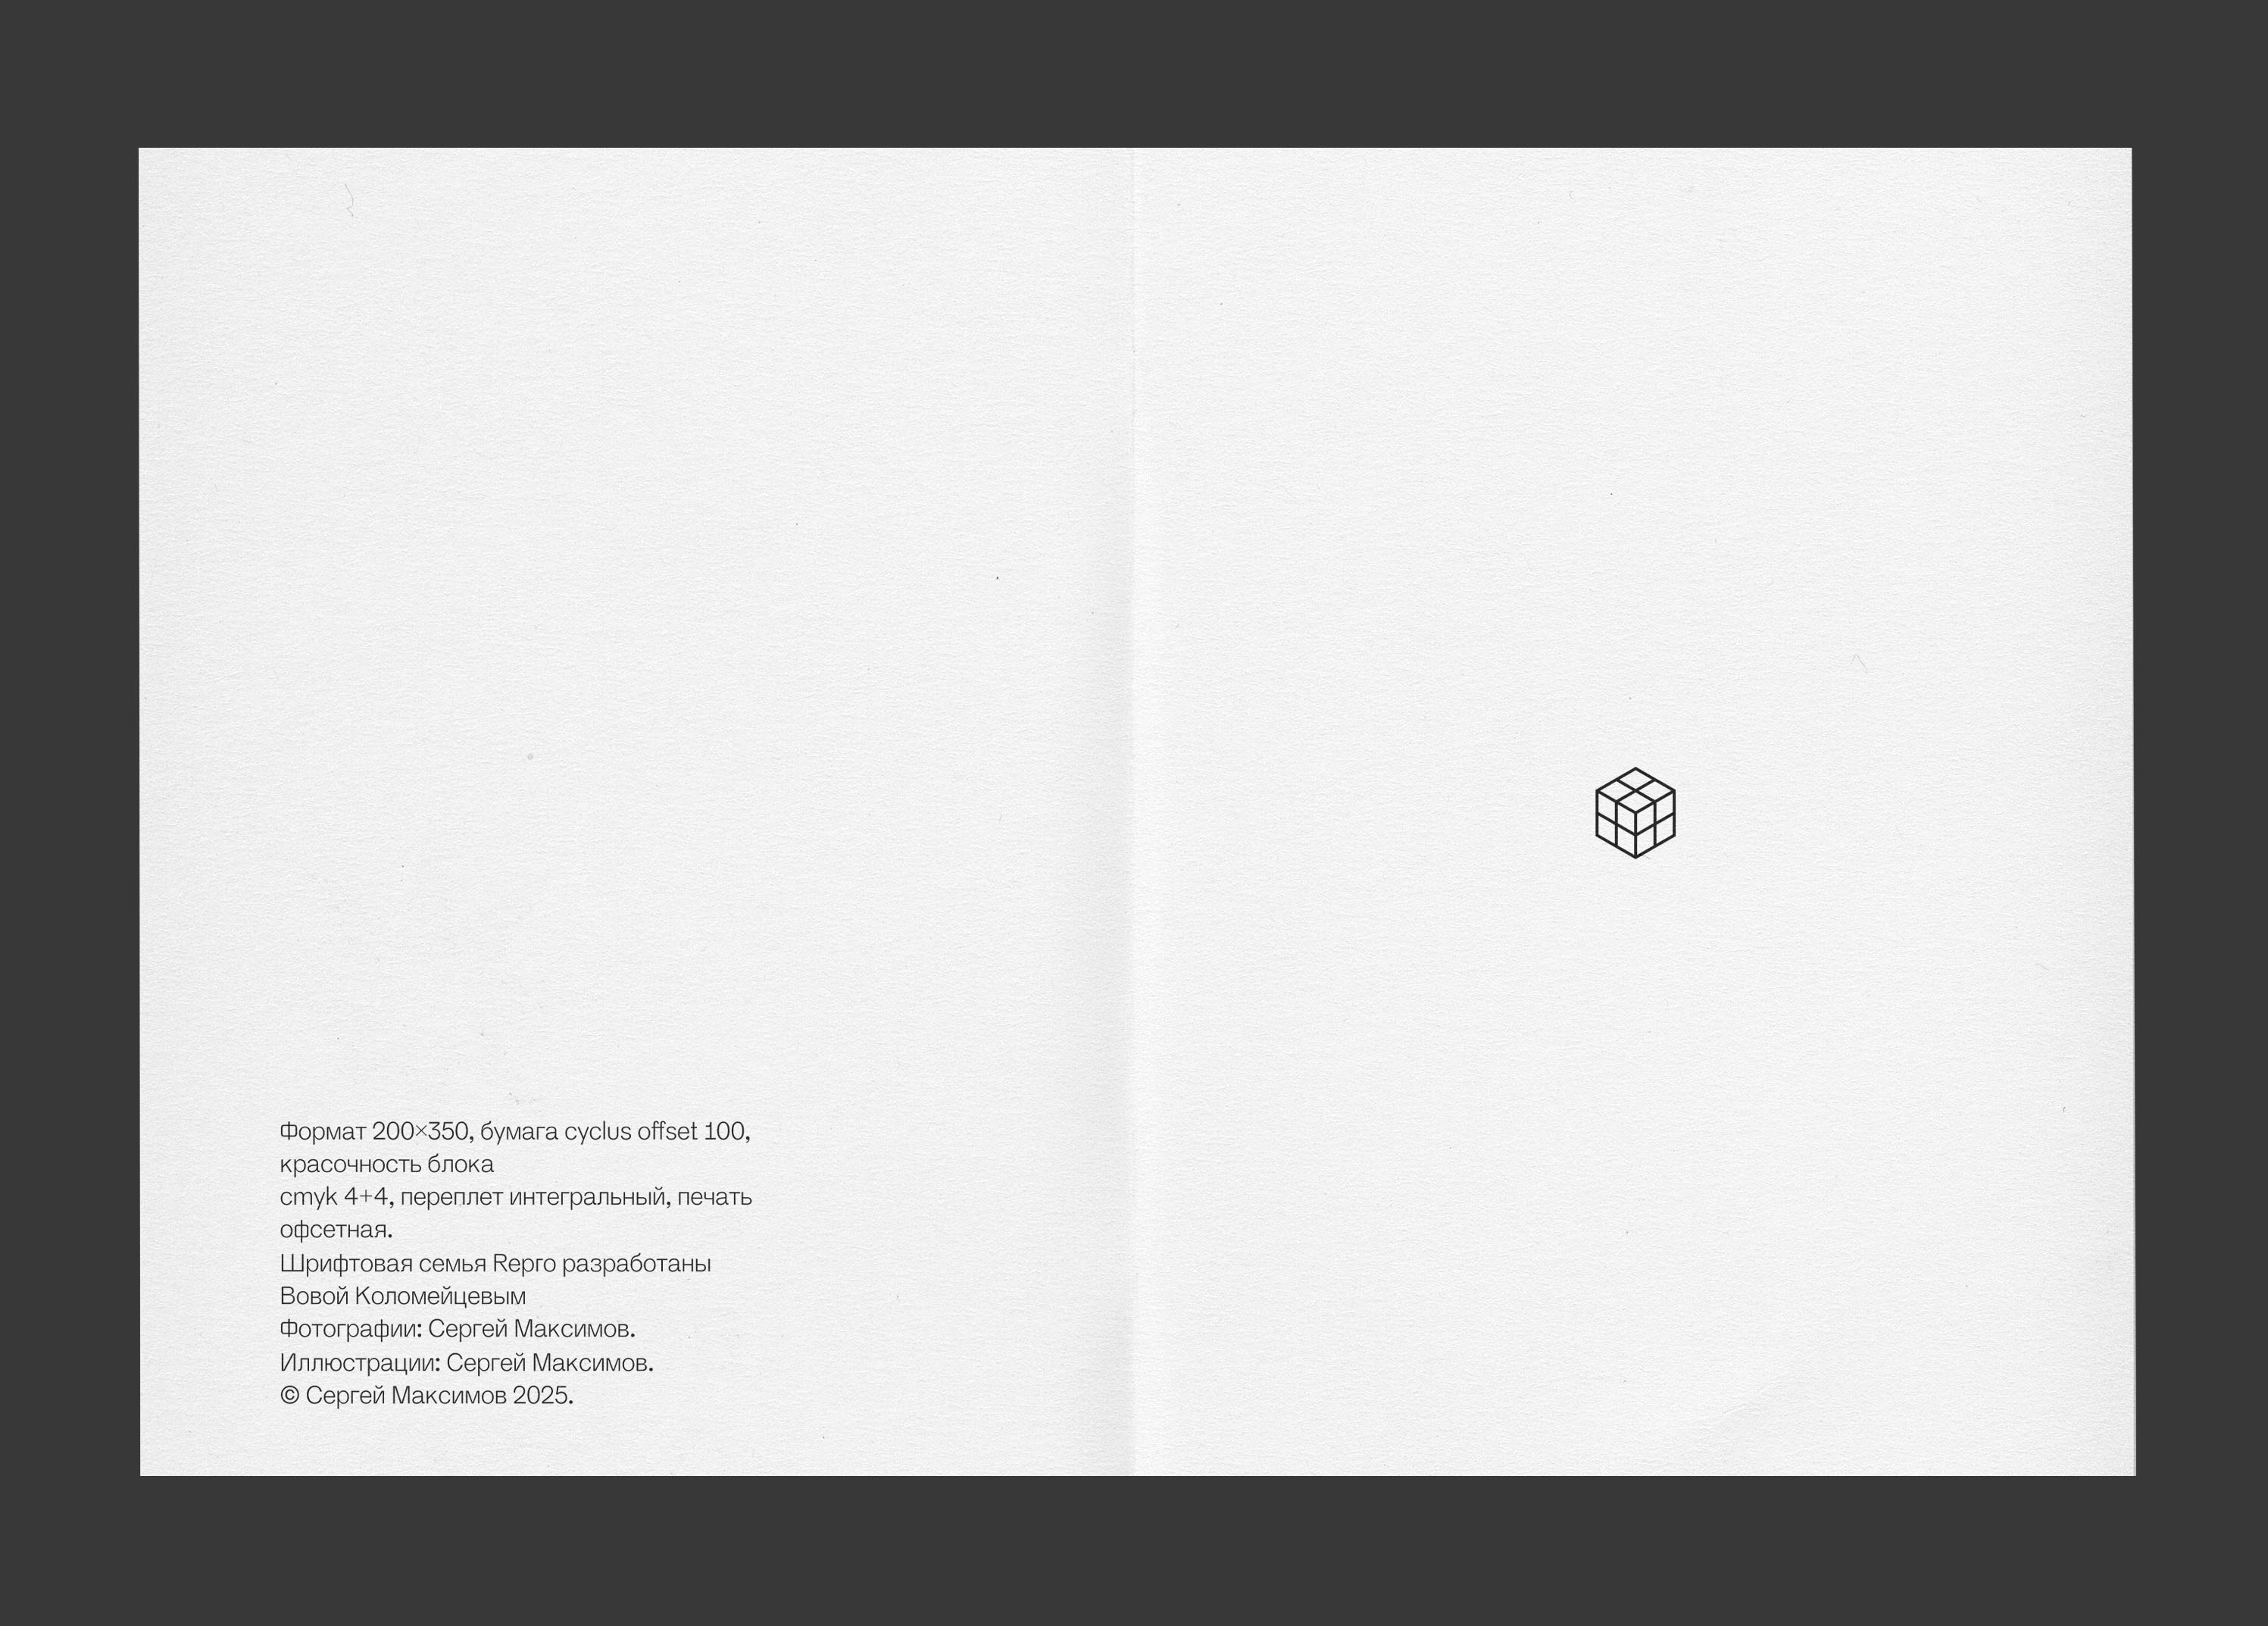 Формат 200×350, бумага cyclus offset 100,
красочность блока
cmyk 4+4, переплет интегральный, печать
офсетная.
Шрифтовая семья Repro разработаны
Вовой Коломейцевым
Фотографии: Сергей Максимов.
Иллюстрации: Сергей Максимов.
© Сергей Максимов 2025.